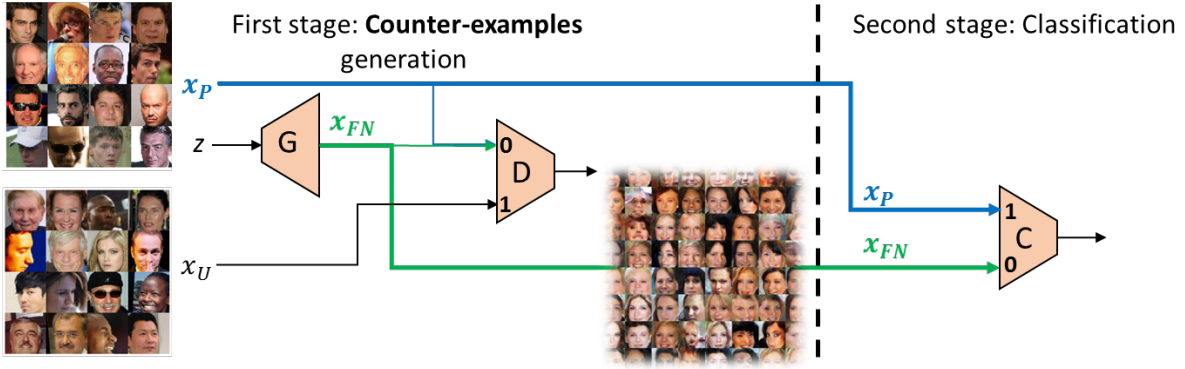 First stage: Counter-examples
generation
Second stage: Classification
x_P
z
G
x_FN
0
D
1
x_U
x_P
1
C
x_FN
0